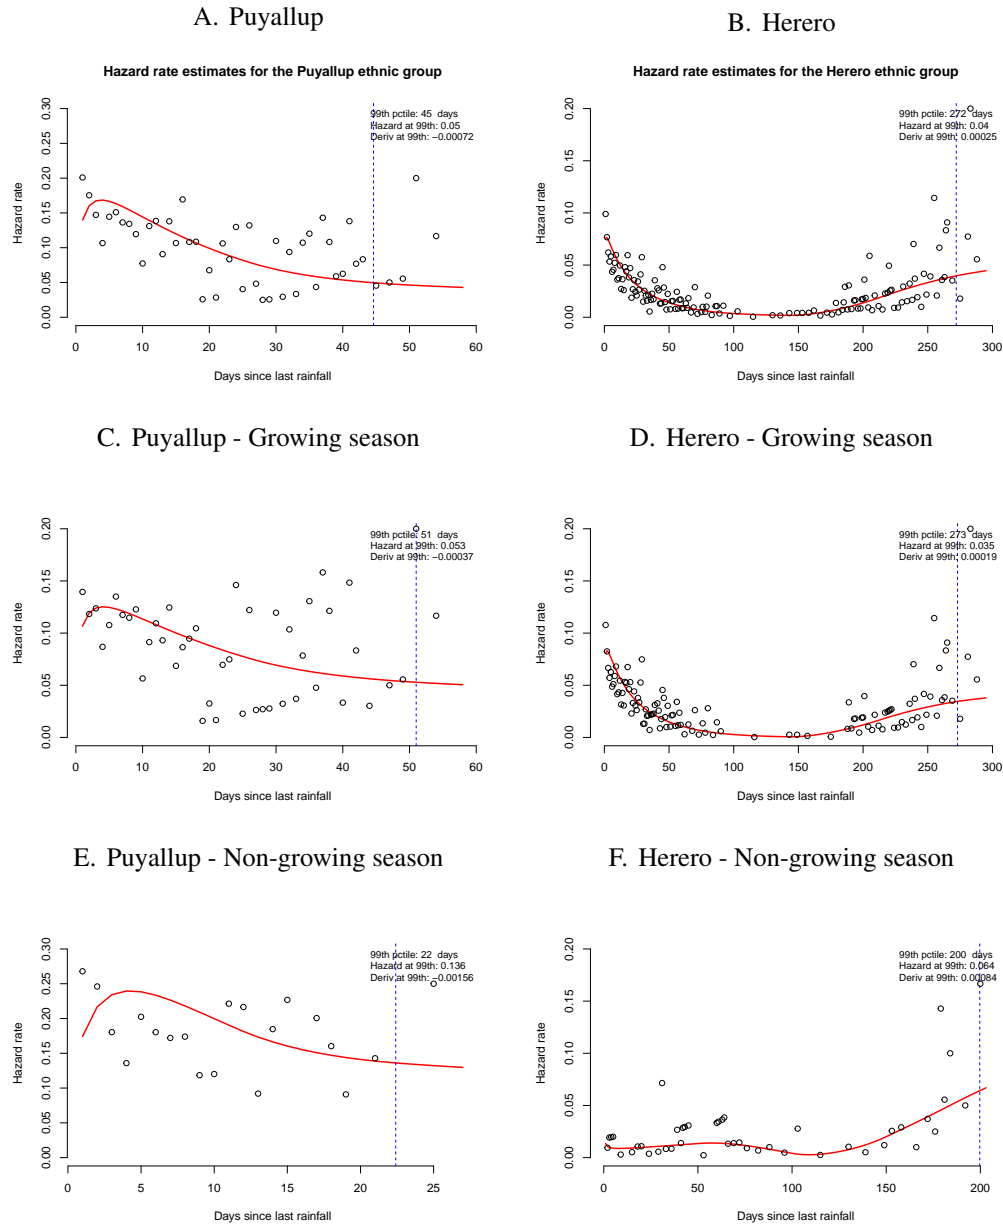 A. Puyallup
Hazard rate estimates for the Puyallup ethnic group
99th pctile: 45 days
Hazard at 99th: 0.05
Deriv at 99th: −0.00072
Hazard rate
0.00 0.05 0.10 0.15 0.20 0.25 0.30
0 10 20 30 40 50 60
Days since last rainfall
B. Herero
Hazard rate estimates for the Herero ethnic group
99th pctile: 272 days
Hazard at 99th: 0.04
Deriv at 99th: 0.00025
Hazard rate
0.00 0.05 0.10 0.15 0.20
0 50 100 150 200 250 300
Days since last rainfall
C. Puyallup - Growing season
99th pctile: 51 days
Hazard at 99th: 0.053
Deriv at 99th: −0.00037
Hazard rate
0.00 0.05 0.10 0.15 0.20
0 10 20 30 40 50 60
Days since last rainfall
D. Herero - Growing season
99th pctile: 273 days
Hazard at 99th: 0.035
Deriv at 99th: 0.00019
Hazard rate
0.00 0.05 0.10 0.15 0.20
0 50 100 150 200 250 300
Days since last rainfall
E. Puyallup - Non-growing season
99th pctile: 22 days
Hazard at 99th: 0.136
Deriv at 99th: −0.00156
Hazard rate
0.00 0.05 0.10 0.15 0.20 0.25 0.30
0 5 10 15 20 25
Days since last rainfall
F. Herero - Non-growing season
99th pctile: 200 days
Hazard at 99th: 0.064
Deriv at 99th: 0.00084
Hazard rate
0.00 0.05 0.10 0.15 0.20
0 50 100 150 200
Days since last rainfall